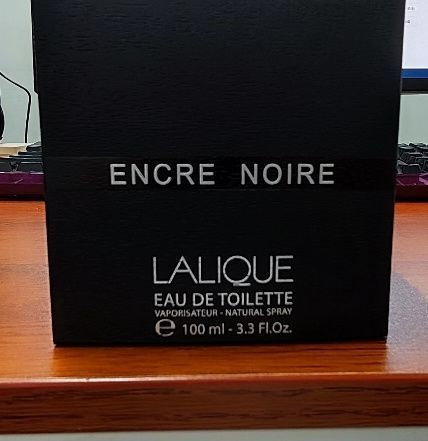 ENCRE NOIRE
LALIQUE
EAU DE TOILETTE
VAPORISATEUR - NATURAL SPRAY
℮ 100 ml - 3.3 Fl.Oz.